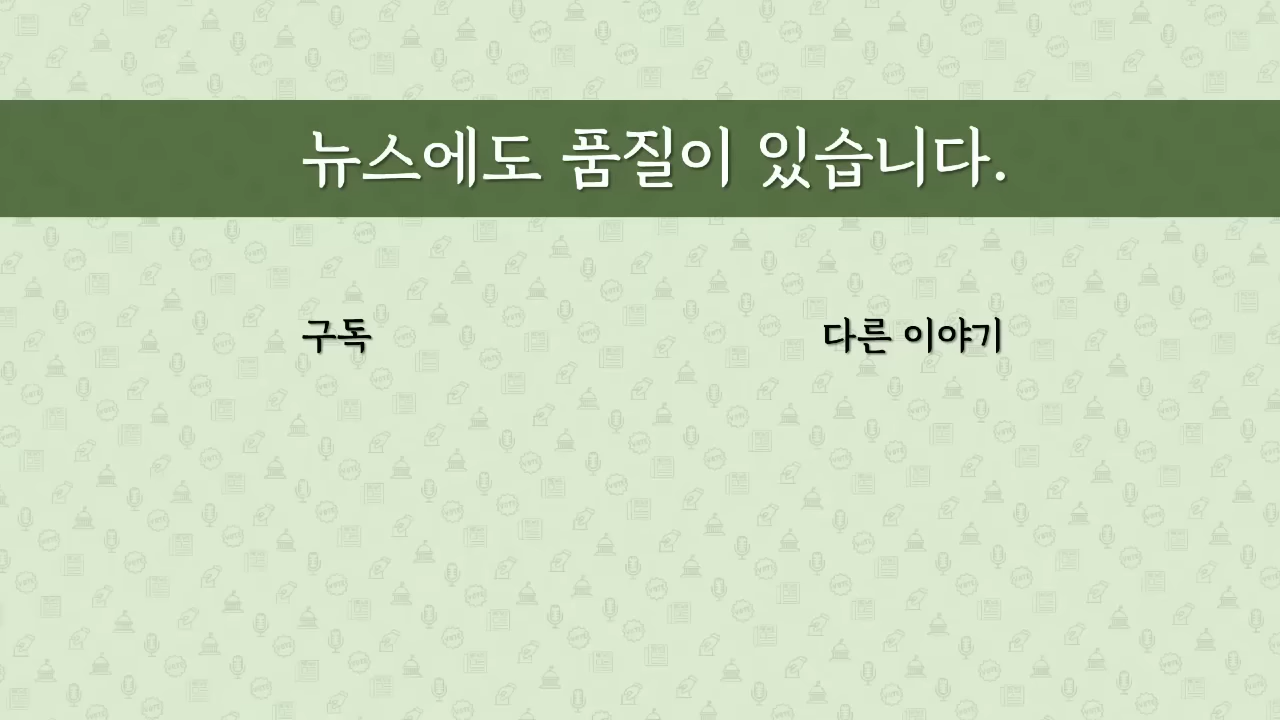 뉴스에도 품질이 있습니다.
구독
다른 이야기